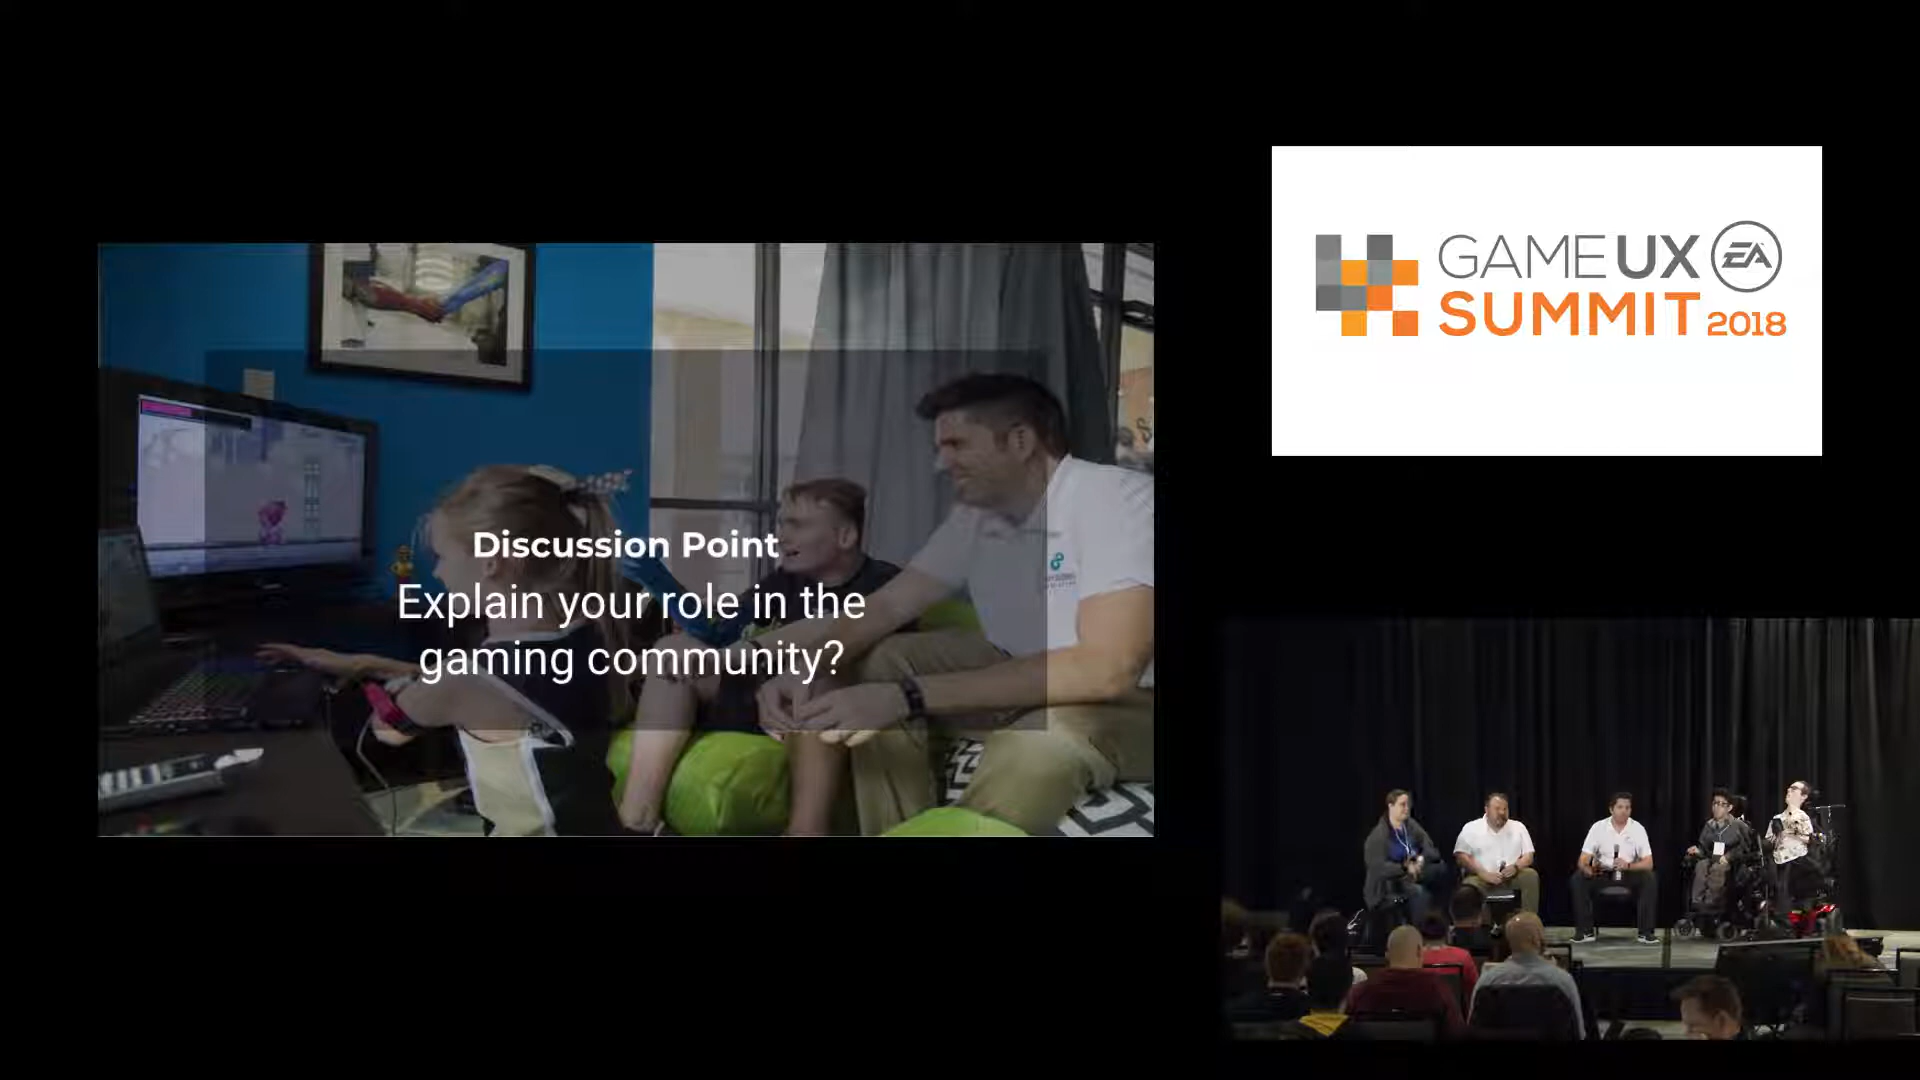 Discussion Point
Explain your role in the
gaming community?
GAME UX EA
SUMMIT 2018